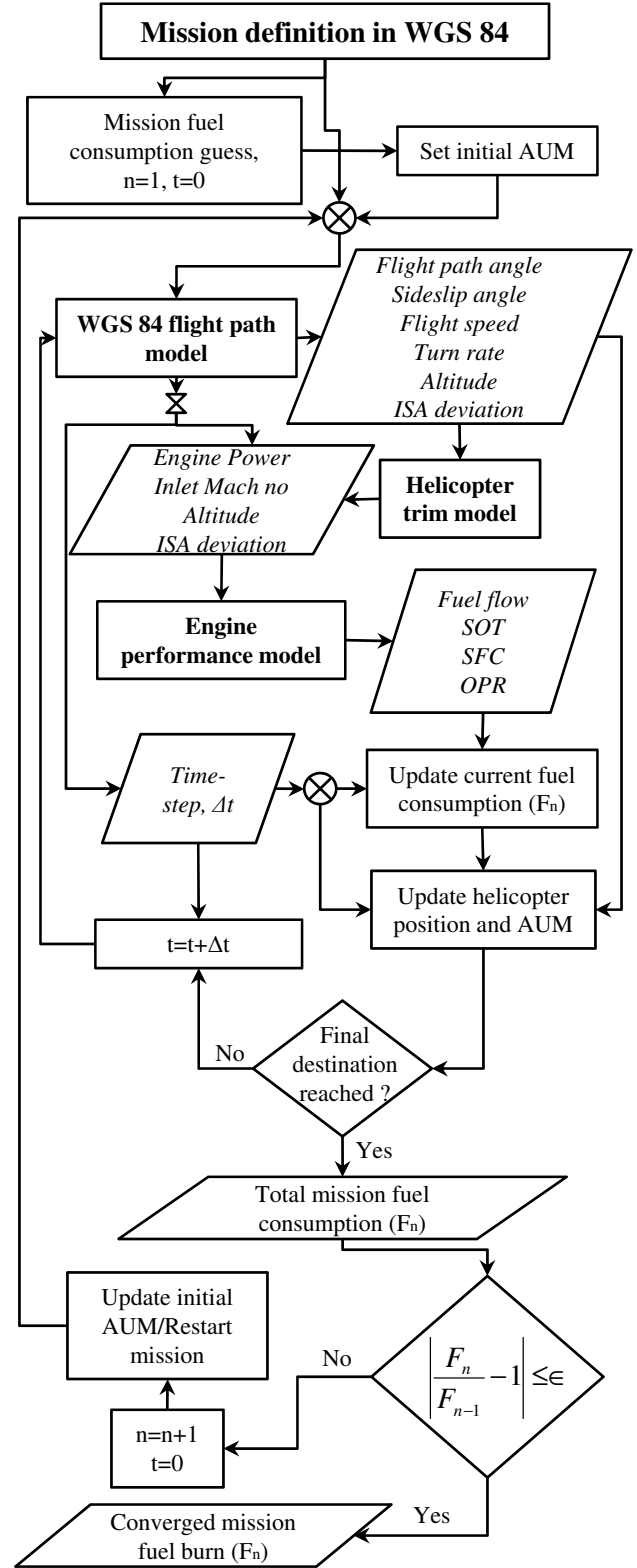 Mission definition in WGS 84
Mission fuel
consumption guess,
n=1, t=0
Set initial AUM
Flight path angle
Sideslip angle
Flight speed
Turn rate
Altitude
ISA deviation
WGS 84 flight path
model
Engine Power
Inlet Mach no
Altitude
ISA deviation
Helicopter
trim model
Engine
performance model
Fuel flow
SOT
SFC
OPR
Time-
step, Δt
Update current fuel
consumption (Fₙ)
Update helicopter
position and AUM
t=t+Δt
No
Final
destination
reached ?
Yes
Total mission fuel
consumption (Fₙ)
Update initial
AUM/Restart
mission
No
|Fₙ/Fₙ₋₁ −1| ≤∈
n=n+1
t=0
Yes
Converged mission
fuel burn (Fₙ)